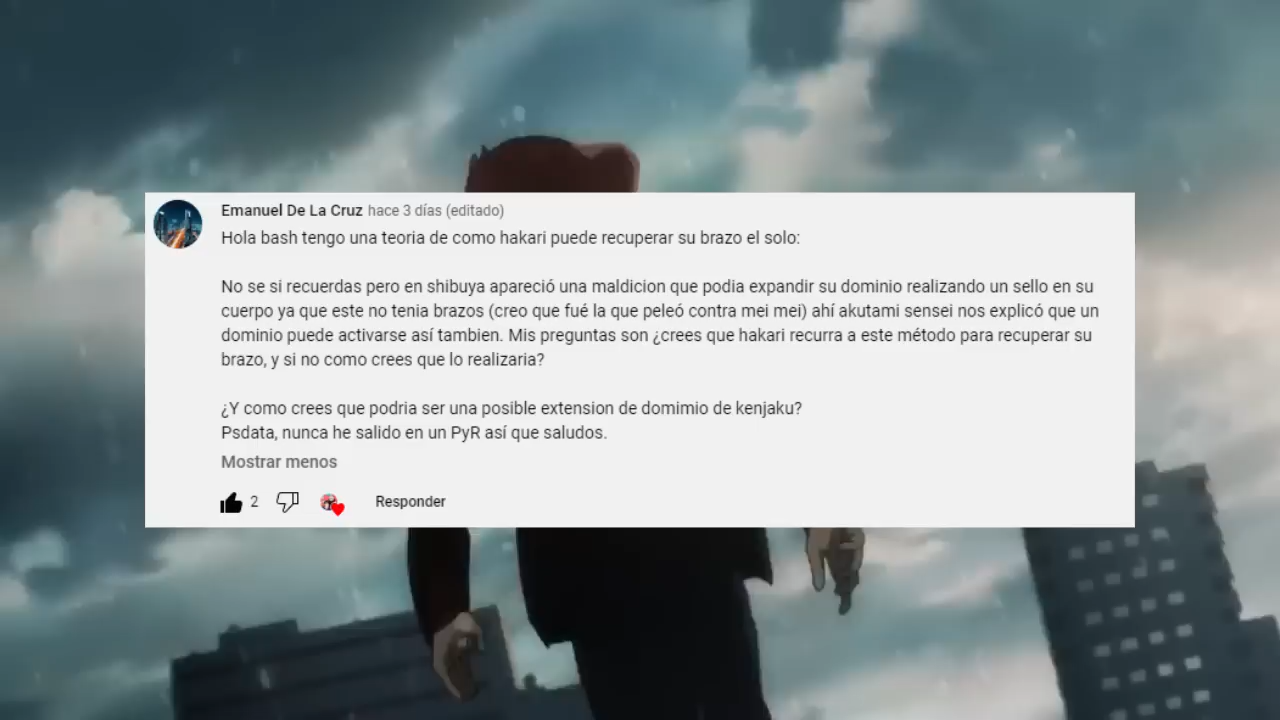 Emanuel De La Cruz hace 3 días (editado)
Hola bash tengo una teoria de como hakari puede recuperar su brazo el solo:
No se si recuerdas pero en shibuya apareció una maldicion que podia expandir su dominio realizando un sello en su
cuerpo ya que este no tenia brazos (creo que fué la que peleó contra mei mei) ahí akutami sensei nos explicó que un
dominio puede activarse así tambien. Mis preguntas son ¿crees que hakari recurra a este método para recuperar su
brazo, y si no como crees que lo realizaria?
¿Y como crees que podria ser una posible extension de domimio de kenjaku?
Psdata, nunca he salido en un PyR así que saludos.
Mostrar menos
2 Responder